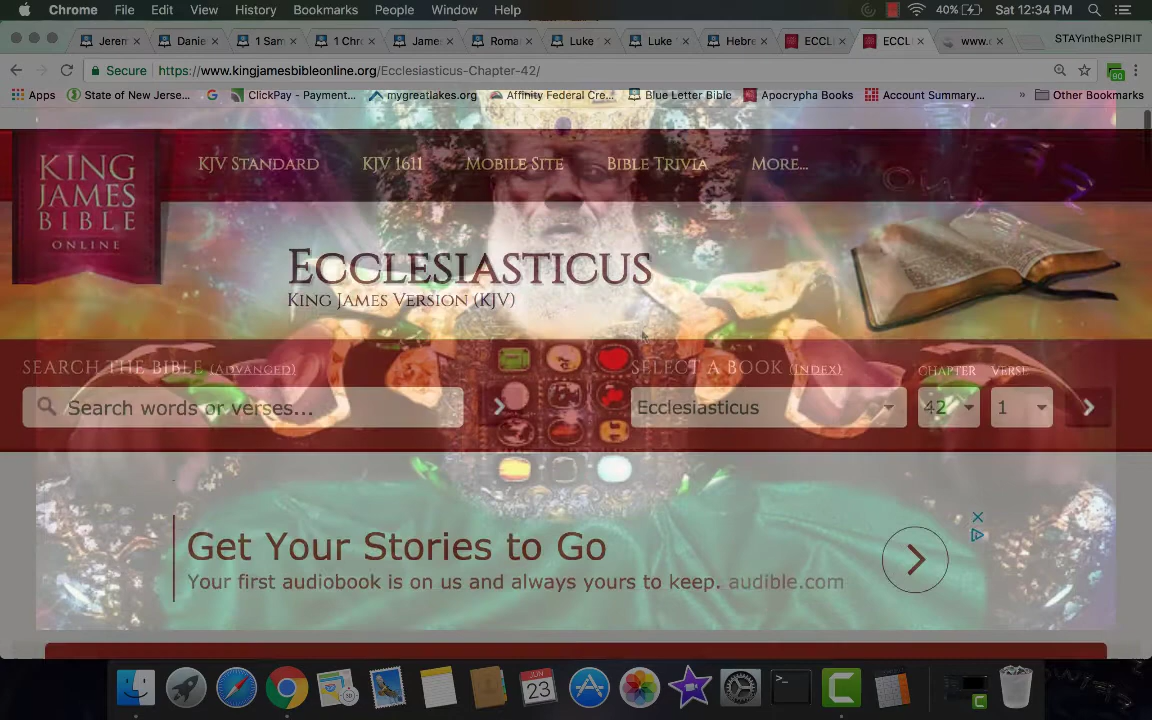 Chrome File Edit View History Bookmarks People Window Help 40% Sat 12:34 PM
Jerem Danie 1 Sam 1 Chro James Roma Luke Luke Hebre ECCL ECCL www.c STAYintheSPIRIT
Secure https://www.kingjamesbibleonline.org/Ecclesiasticus-Chapter-42/ 90
Apps State of New Jerse... ClickPay - Payment... mygreatlakes.org Affinity Federal Cre... Blue Letter Bible Apocrypha Books Account Summary... » Other Bookmarks
KING
JAMES
BIBLE
ONLINE
KJV STANDARD KJV 1611 MOBILE SITE BIBLE TRIVIA MORE...
ECCLESIASTICUS
KING JAMES VERSION (KJV)
SEARCH THE BIBLE (ADVANCED) SELECT A BOOK (INDEX) CHAPTER VERSE
Search words or verses... Ecclesiasticus 42 1
Get Your Stories to Go
Your first audiobook is on us and always yours to keep. audible.com
JUN
23